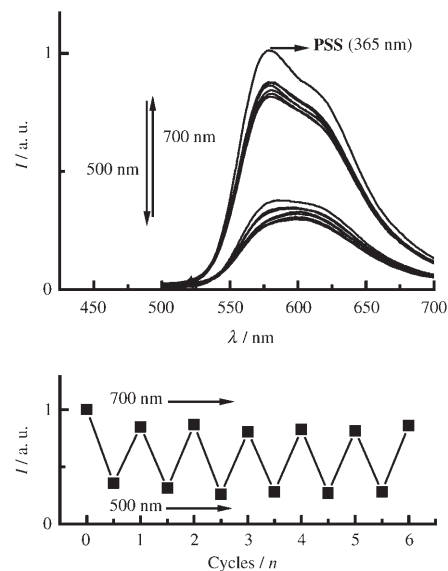 PSS (365 nm)
1
I / a. u.
700 nm
500 nm
0
450 500 550 600 650 700
λ / nm
700 nm
1
I / a. u.
500 nm
0
0 1 2 3 4 5 6
Cycles / n